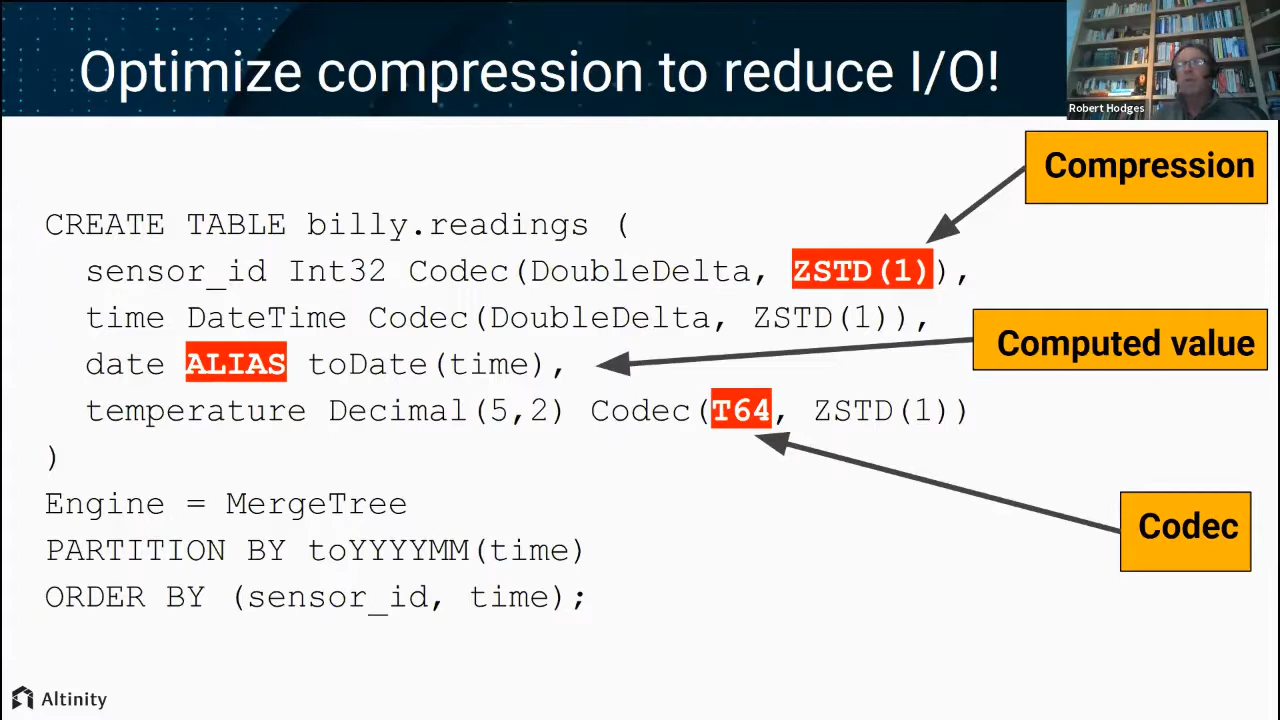 Optimize compression to reduce I/O!
Robert Hodges
Compression
CREATE TABLE billy.readings (
sensor_id Int32 Codec(DoubleDelta, ZSTD(1)),
time DateTime Codec(DoubleDelta, ZSTD(1)),
Computed value
date ALIAS toDate(time),
temperature Decimal(5,2) Codec(T64, ZSTD(1))
)
Engine = MergeTree
Codec
PARTITION BY toYYYYMM(time)
ORDER BY (sensor_id, time);
Altinity